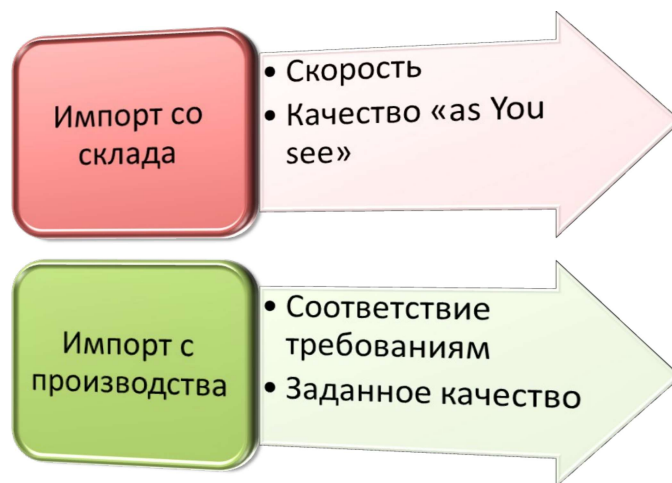 Импорт со
склада
• Скорость
• Качество «as You
see»
Импорт с
производства
• Соответствие
требованиям
• Заданное качество